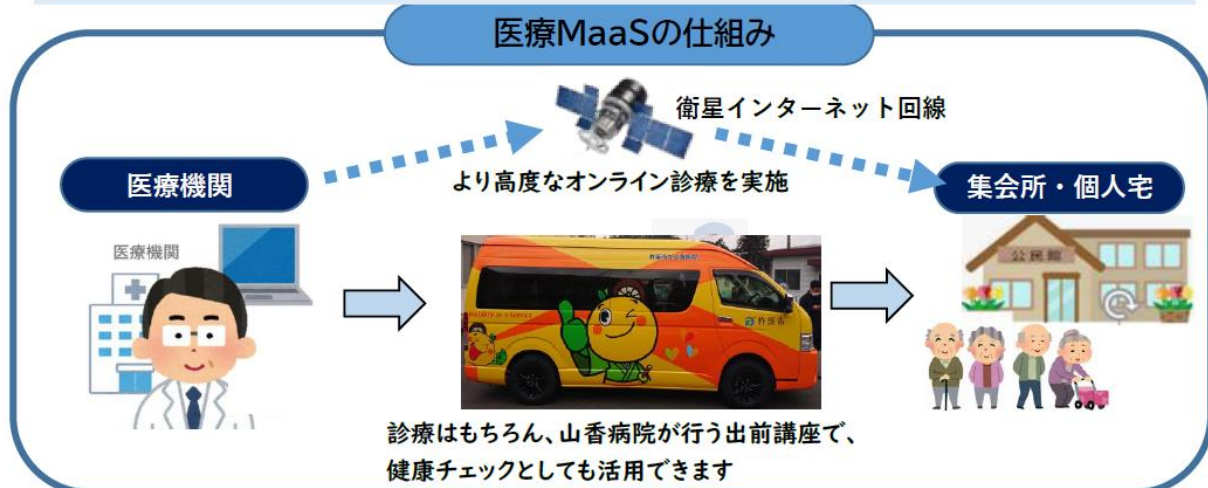 医療MaaSの仕組み
衛星インターネット回線
医療機関
より高度なオンライン診療を実施
集会所・個人宅
医療機関
公民館
杵築市
診療はもちろん、山香病院が行う出前講座で、
健康チェックとしても活用できます